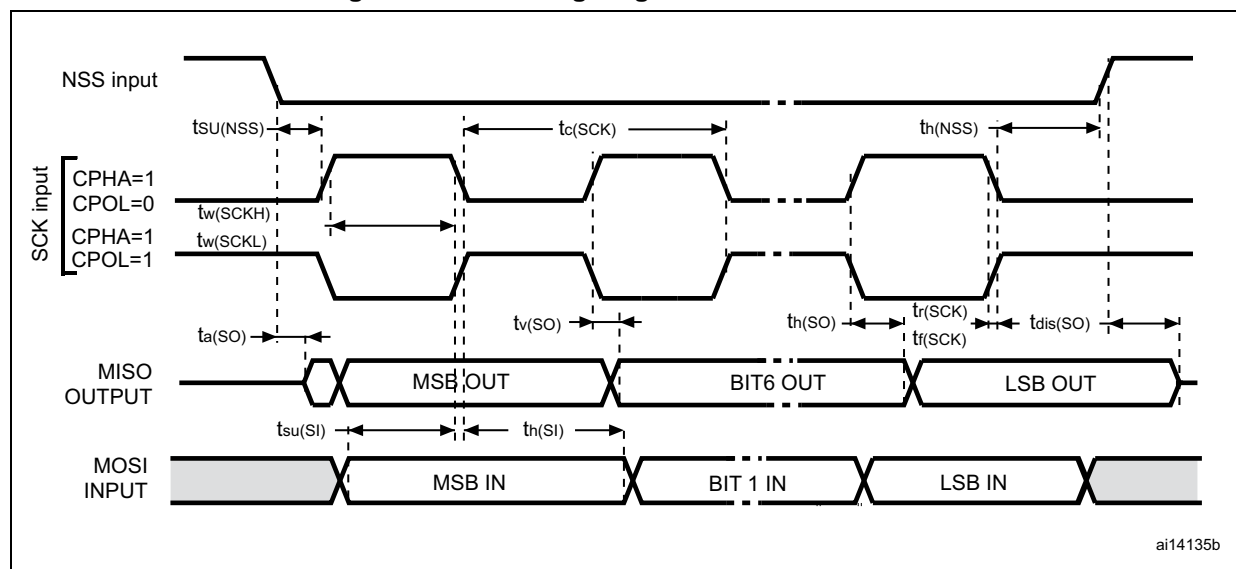 NSS input
tSU(NSS)
tc(SCK)
th(NSS)
SCK input
CPHA=1
CPOL=0
tw(SCKH)
CPHA=1
tw(SCKL)
CPOL=1
ta(SO)
tv(SO)
th(SO)
tr(SCK)
tf(SCK)
tdis(SO)
MISO
OUTPUT
MSB OUT
BIT6 OUT
LSB OUT
tsu(SI)
th(SI)
MOSI
INPUT
MSB IN
BIT 1 IN
LSB IN
ai14135b